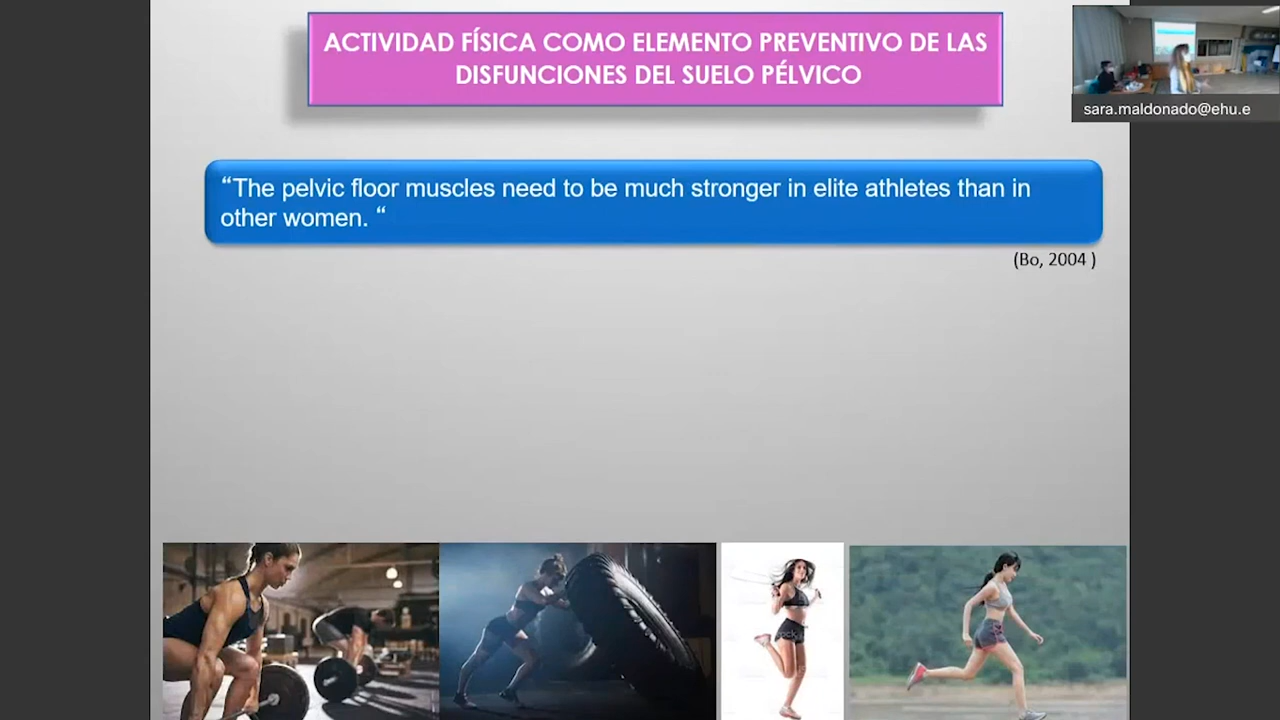 ACTIVIDAD FÍSICA COMO ELEMENTO PREVENTIVO DE LAS
DISFUNCIONES DEL SUELO PÉLVICO
sara.maldonado@ehu.e
“The pelvic floor muscles need to be much stronger in elite athletes than in
other women. “
(Bo, 2004 )